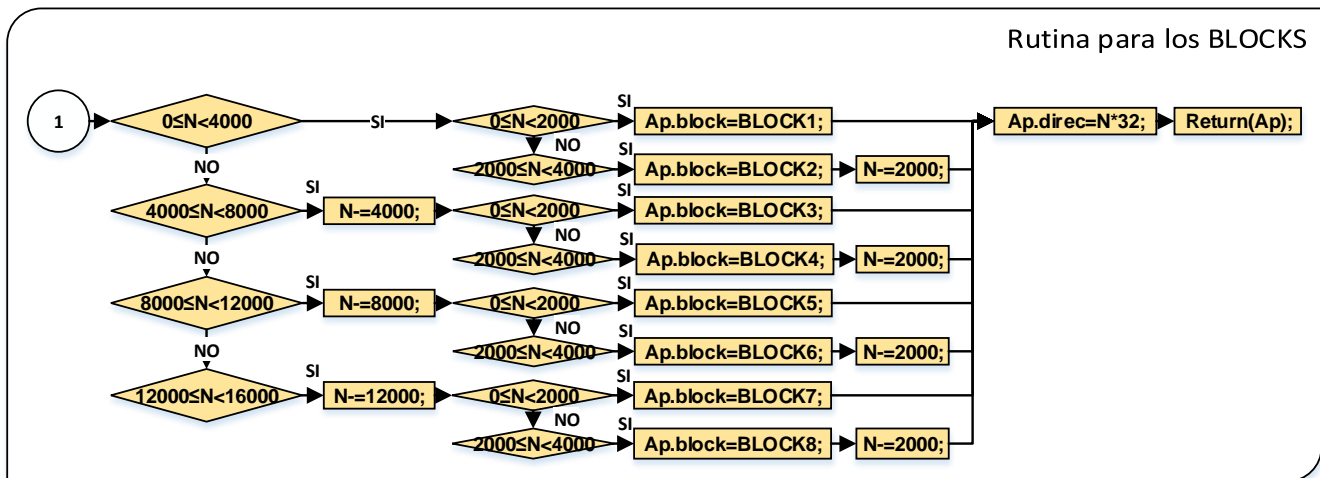 Rutina para los BLOCKS
1
0≤N<4000
SI
0≤N<2000
SI
Ap.block=BLOCK1;
Ap.direc=N*32;
Return(Ap);
NO
NO
2000≤N<4000
SI
Ap.block=BLOCK2;
N-=2000;
4000≤N<8000
SI
N-=4000;
0≤N<2000
SI
Ap.block=BLOCK3;
NO
NO
2000≤N<4000
SI
Ap.block=BLOCK4;
N-=2000;
8000≤N<12000
SI
N-=8000;
0≤N<2000
SI
Ap.block=BLOCK5;
NO
NO
2000≤N<4000
SI
Ap.block=BLOCK6;
N-=2000;
12000≤N<16000
SI
N-=12000;
0≤N<2000
SI
Ap.block=BLOCK7;
NO
2000≤N<4000
SI
Ap.block=BLOCK8;
N-=2000;